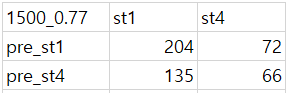 1500_0.77 st1 st4
pre_st1 204 72
pre_st4 135 66